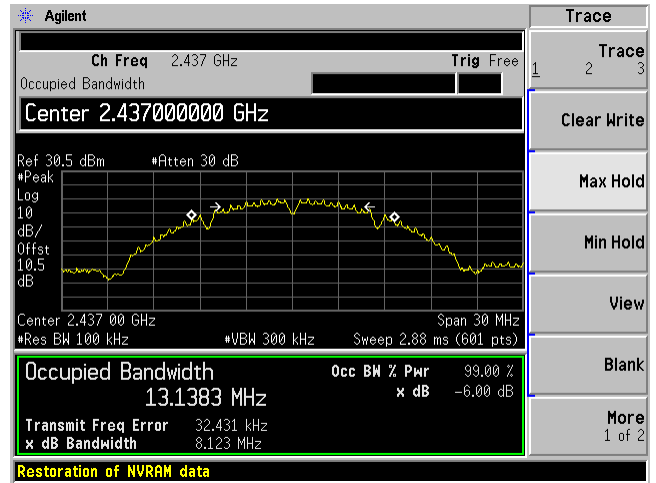 Agilent
Trace
Ch Freq 2.437 GHz Trig Free
Occupied Bandwidth
Center 2.437000000 GHz
Ref 30.5 dBm #Atten 30 dB
#Peak
Log
10
dB/
Offst
10.5
dB
Center 2.437 00 GHz Span 30 MHz
#Res BW 100 kHz #VBW 300 kHz Sweep 2.88 ms (601 pts)
Occupied Bandwidth
13.1383 MHz
Occ BW % Pwr 99.00 %
x dB -6.00 dB
Transmit Freq Error 32.431 kHz
x dB Bandwidth 8.123 MHz
Restoration of NVRAM data
Trace
1 2 3
Clear Write
Max Hold
Min Hold
View
Blank
More
1 of 2